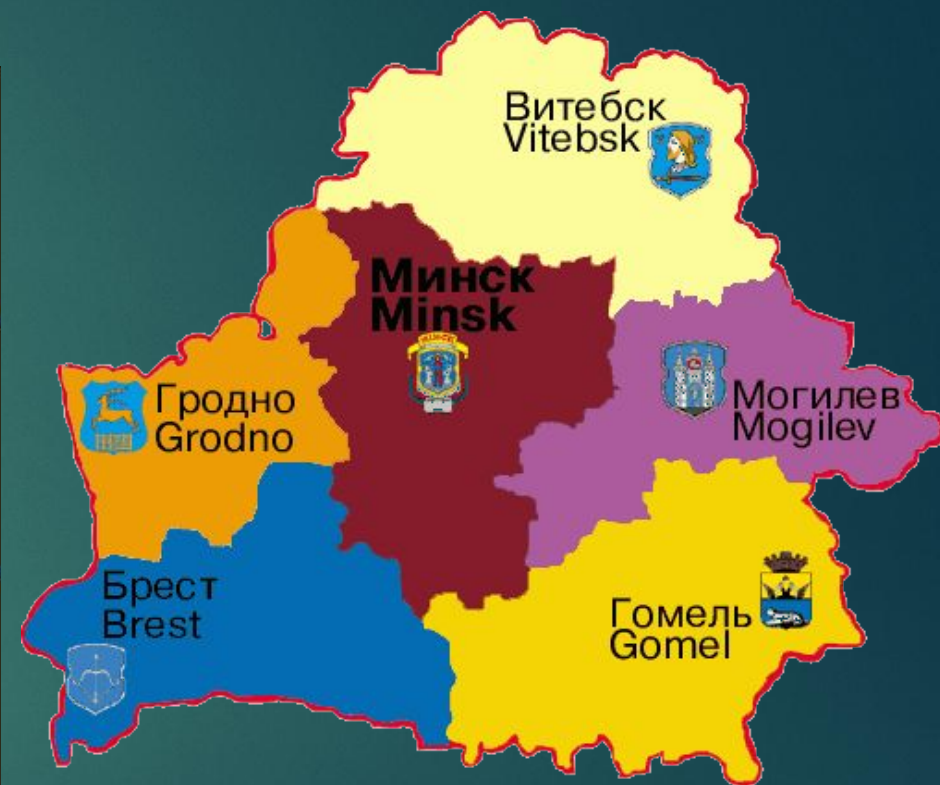 Витебск
Vitebsk
Минск
Minsk
Гродно
Grodno
Могилев
Mogilev
Брест
Brest
Гомель
Gomel